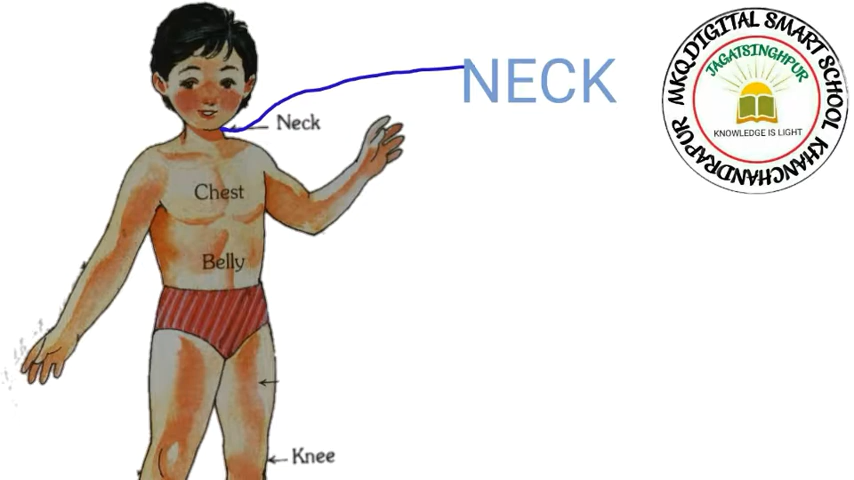 NECK
Neck
Chest
Belly
Knee
MKQ DIGITAL SMART SCHOOL KHANCHANDRAPUR
JAGATSINGHPUR
KNOWLEDGE IS LIGHT